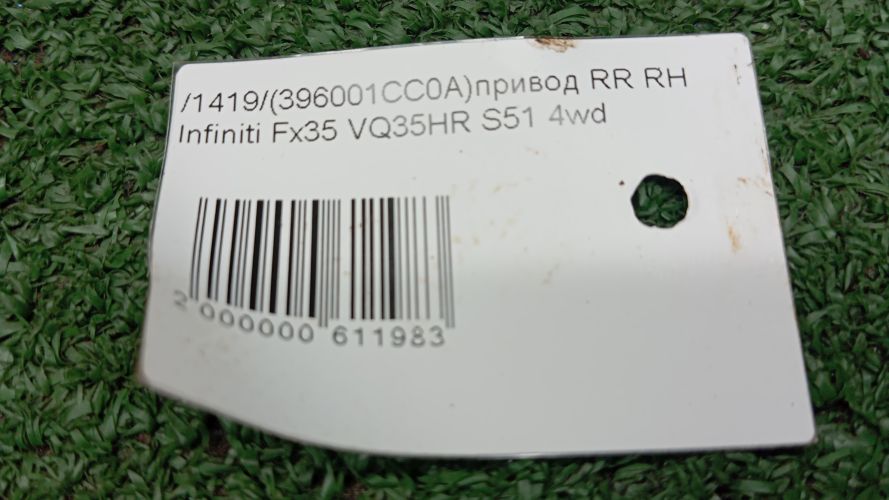 /1419/(396001CC0A)привод RR RH
Infiniti Fx35 VQ35HR S51 4wd
2 000000 611983